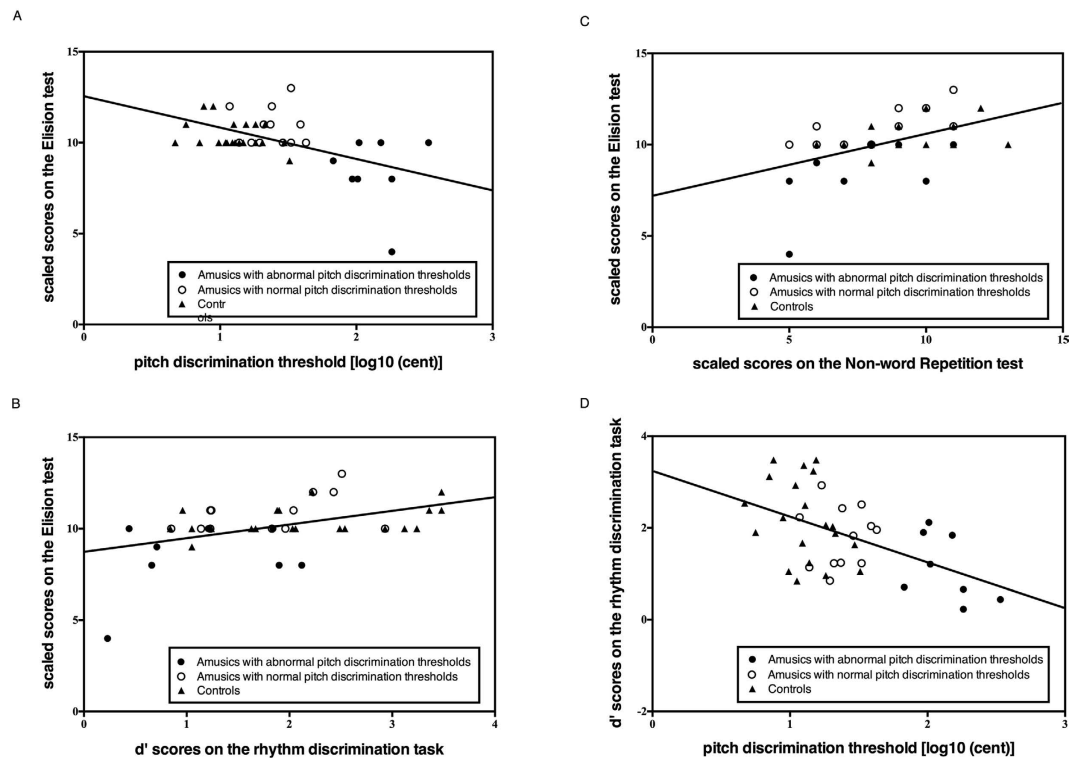 A
scaled scores on the Elision test
15
10
5
0
Amusics with abnormal pitch discrimination thresholds
Amusics with normal pitch discrimination thresholds
Contr
ols
0
1
2
3
pitch discrimination threshold [log10 (cent)]
C
scaled scores on the Elision test
15
10
5
0
Amusics with abnormal pitch discrimination thresholds
Amusics with normal pitch discrimination thresholds
Controls
0
5
10
15
scaled scores on the Non-word Repetition test
B
scaled scores on the Elision test
15
10
5
0
Amusics with abnormal pitch discrimination thresholds
Amusics with normal pitch discrimination thresholds
Controls
0
1
2
3
4
d' scores on the rhythm discrimination task
D
d' scores on the rhythm discrimination task
4
2
0
-2
Amusics with abnormal pitch discrimination thresholds
Amusics with normal pitch discrimination thresholds
Controls
0
1
2
3
pitch discrimination threshold [log10 (cent)]